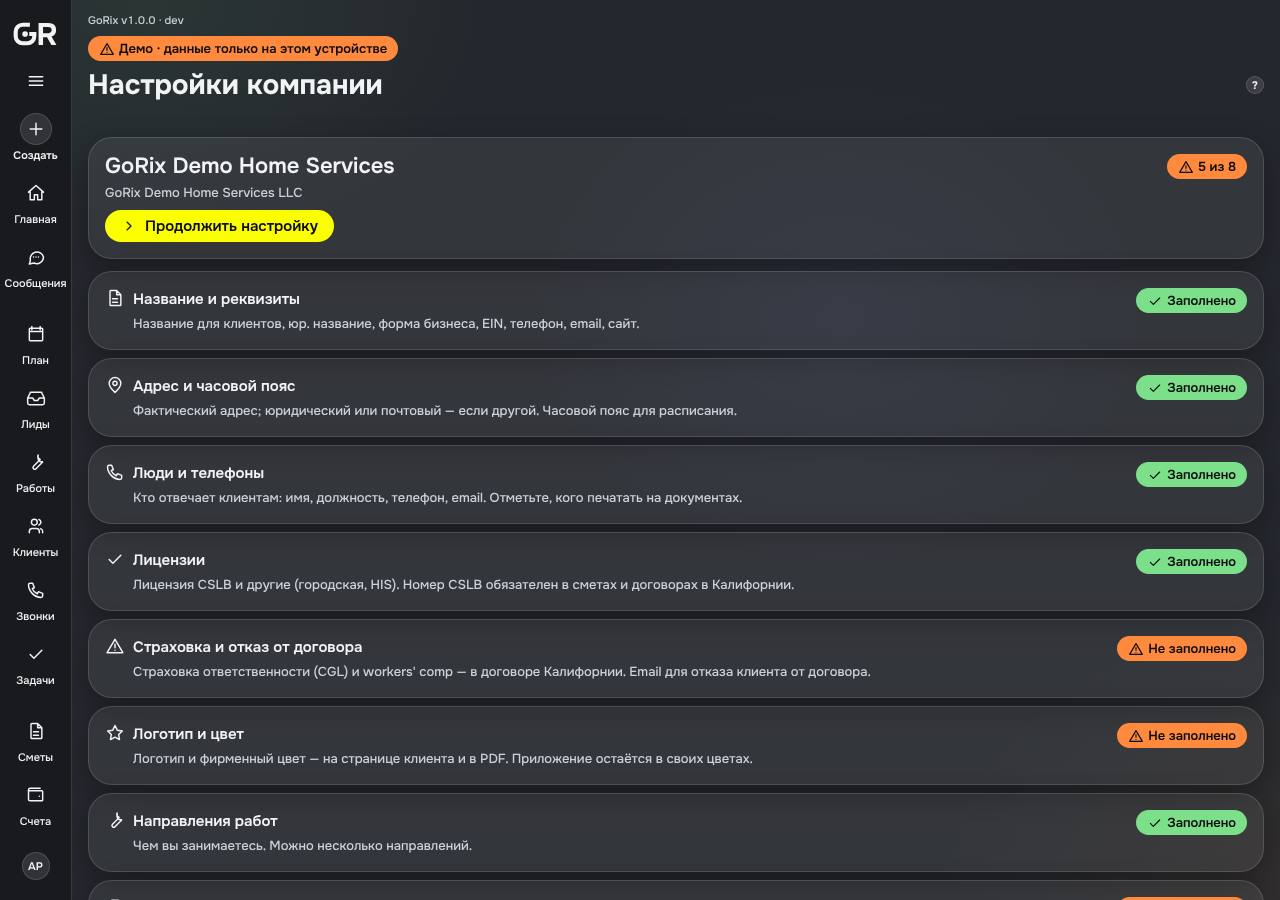 GR
GoRix v1.0.0 · dev
Демо · данные только на этом устройстве
Настройки компании
?
Создать
Главная
Сообщения
План
Лиды
Работы
Клиенты
Звонки
Задачи
Сметы
Счета
AP
GoRix Demo Home Services
5 из 8
GoRix Demo Home Services LLC
Продолжить настройку
Название и реквизиты
Заполнено
Название для клиентов, юр. название, форма бизнеса, EIN, телефон, email, сайт.
Адрес и часовой пояс
Заполнено
Фактический адрес; юридический или почтовый — если другой. Часовой пояс для расписания.
Люди и телефоны
Заполнено
Кто отвечает клиентам: имя, должность, телефон, email. Отметьте, кого печатать на документах.
Лицензии
Заполнено
Лицензия CSLB и другие (городская, HIS). Номер CSLB обязателен в сметах и договорах в Калифорнии.
Страховка и отказ от договора
Не заполнено
Страховка ответственности (CGL) и workers' comp — в договоре Калифорнии. Email для отказа клиента от договора.
Логотип и цвет
Не заполнено
Логотип и фирменный цвет — на странице клиента и в PDF. Приложение остаётся в своих цветах.
Направления работ
Заполнено
Чем вы занимаетесь. Можно несколько направлений.